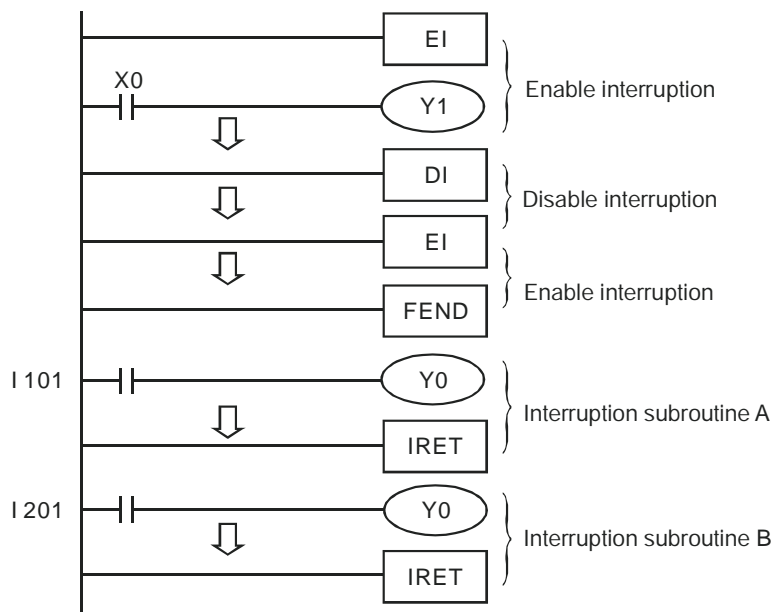 EI
Enable interruption
X0
Y1
DI
Disable interruption
EI
Enable interruption
FEND
I 101
Y0
Interruption subroutine A
IRET
I 201
Y0
Interruption subroutine B
IRET